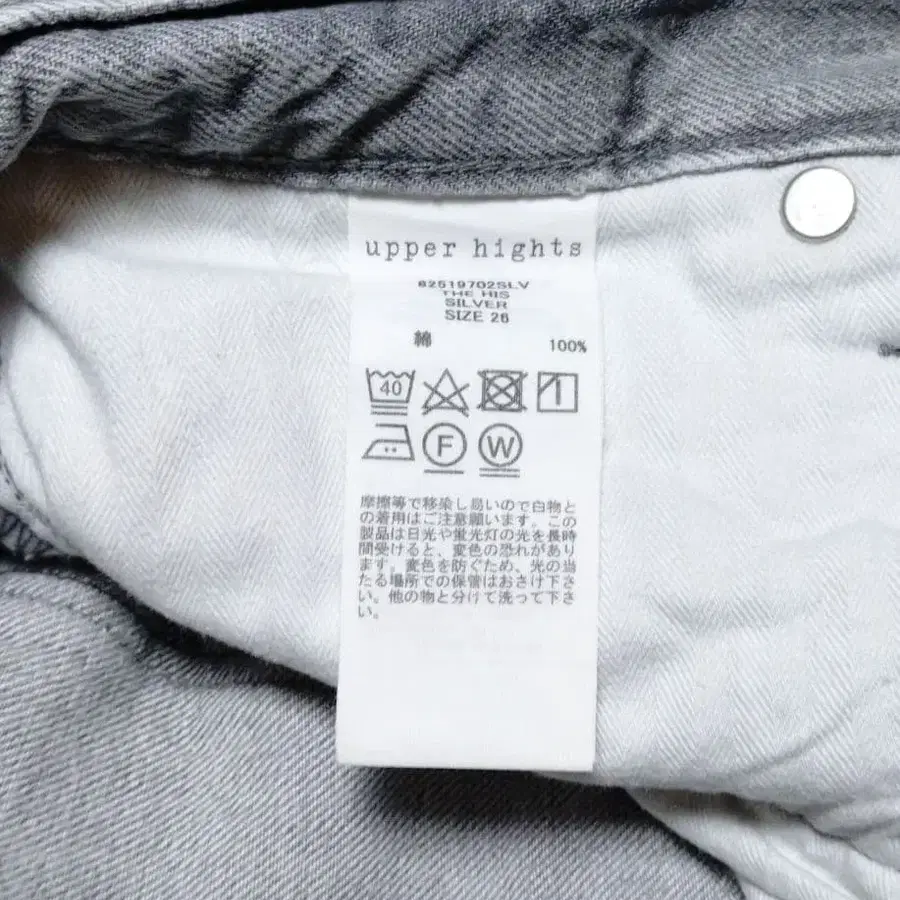 upper hights
82519702SLV
THE HIS
SILVER
SIZE 26
綿 100%
40
F W
摩擦等で移染し易いので白物と
の着用はご注意願います。この
製品は日光や蛍光灯の光を長時
間受けると、変色の恐れがあり
ます。変色を防ぐため、光の当
たる場所での保管はおさけ下さ
い。他の物と分けて洗って下さ
い。